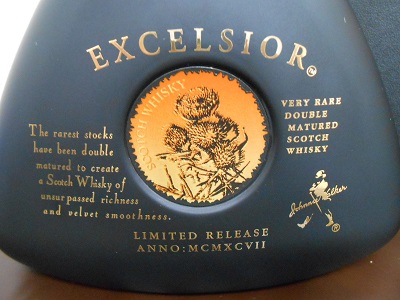 EXCELSIOR
SCOTCH WHISKY
The rarest stocks
have been double
matured to create
a Scotch Whisky of
unsurpassed richness
and velvet smoothness.
VERY RARE
DOUBLE
MATURED
SCOTCH
WHISKY
Johnnie Walker
®
LIMITED RELEASE
ANNO:MCMXCVII